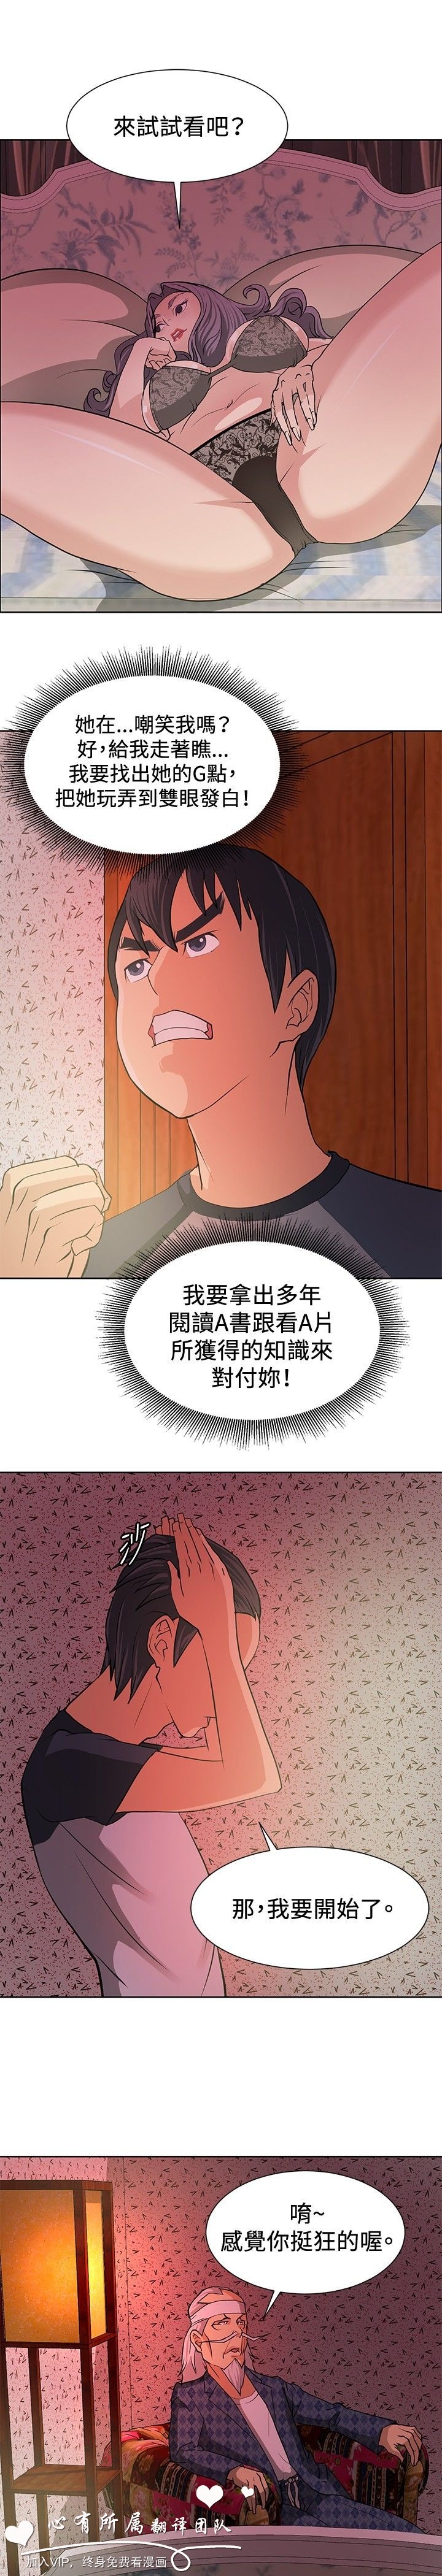 來試試看吧?
她在…嘲笑我嗎?
好,給我走著瞧…
我要找出她的G點,
把她玩弄到雙眼發白!
我要拿出多年
閱讀A書跟看A片
所獲得的知識來
對付妳!
沙
那,我要開始了。
唷~
感覺你挺狂的喔。
心有所属翻译团队
加入VIP，终身免费看漫画